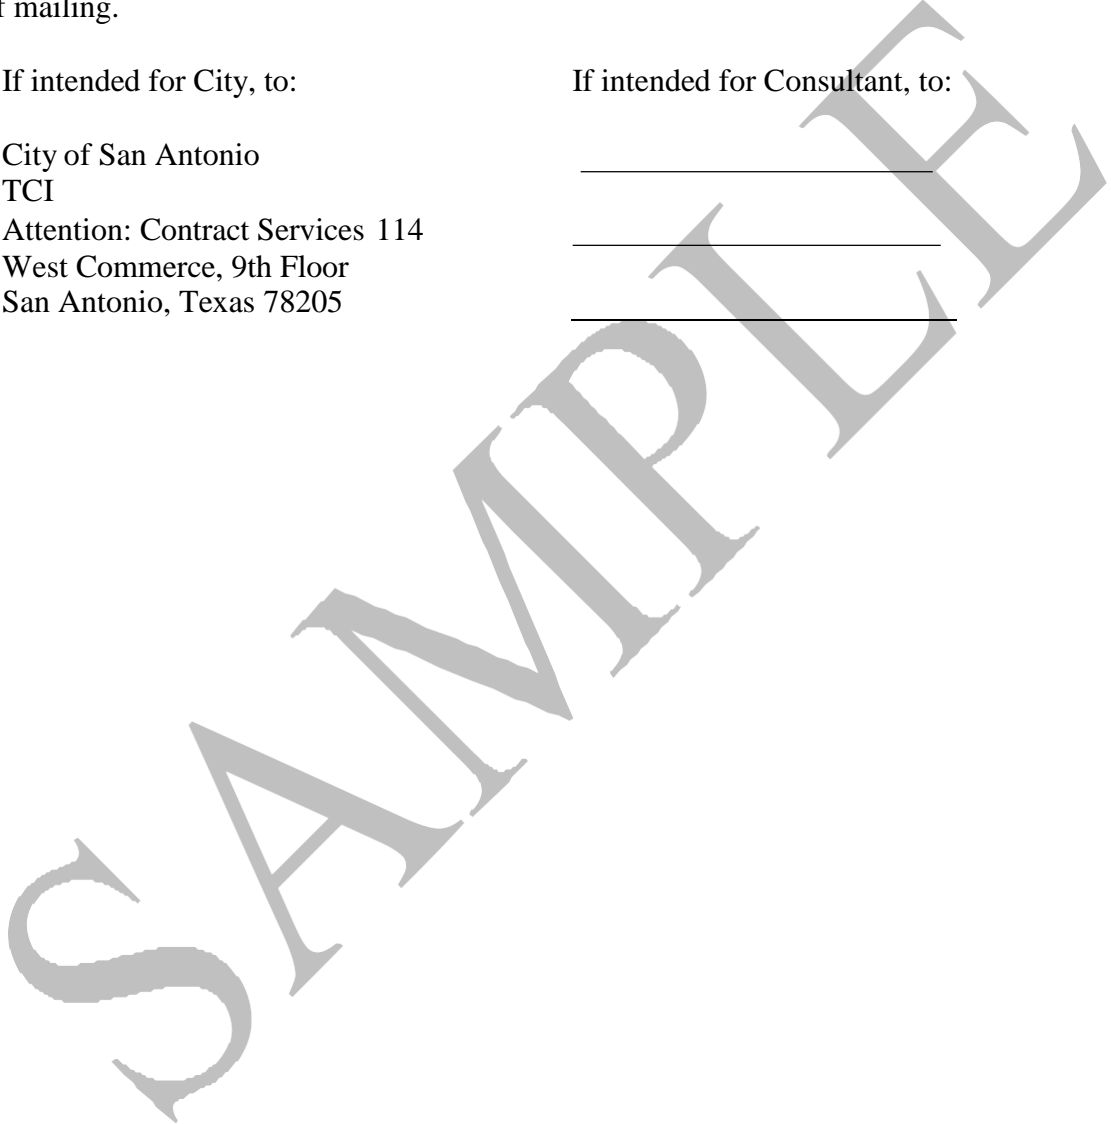 mailing.
If intended for City, to:
If intended for Consultant, to:
City of San Antonio
TCI
Attention: Contract Services 114
West Commerce, 9th Floor
San Antonio, Texas 78205
SAMPLE